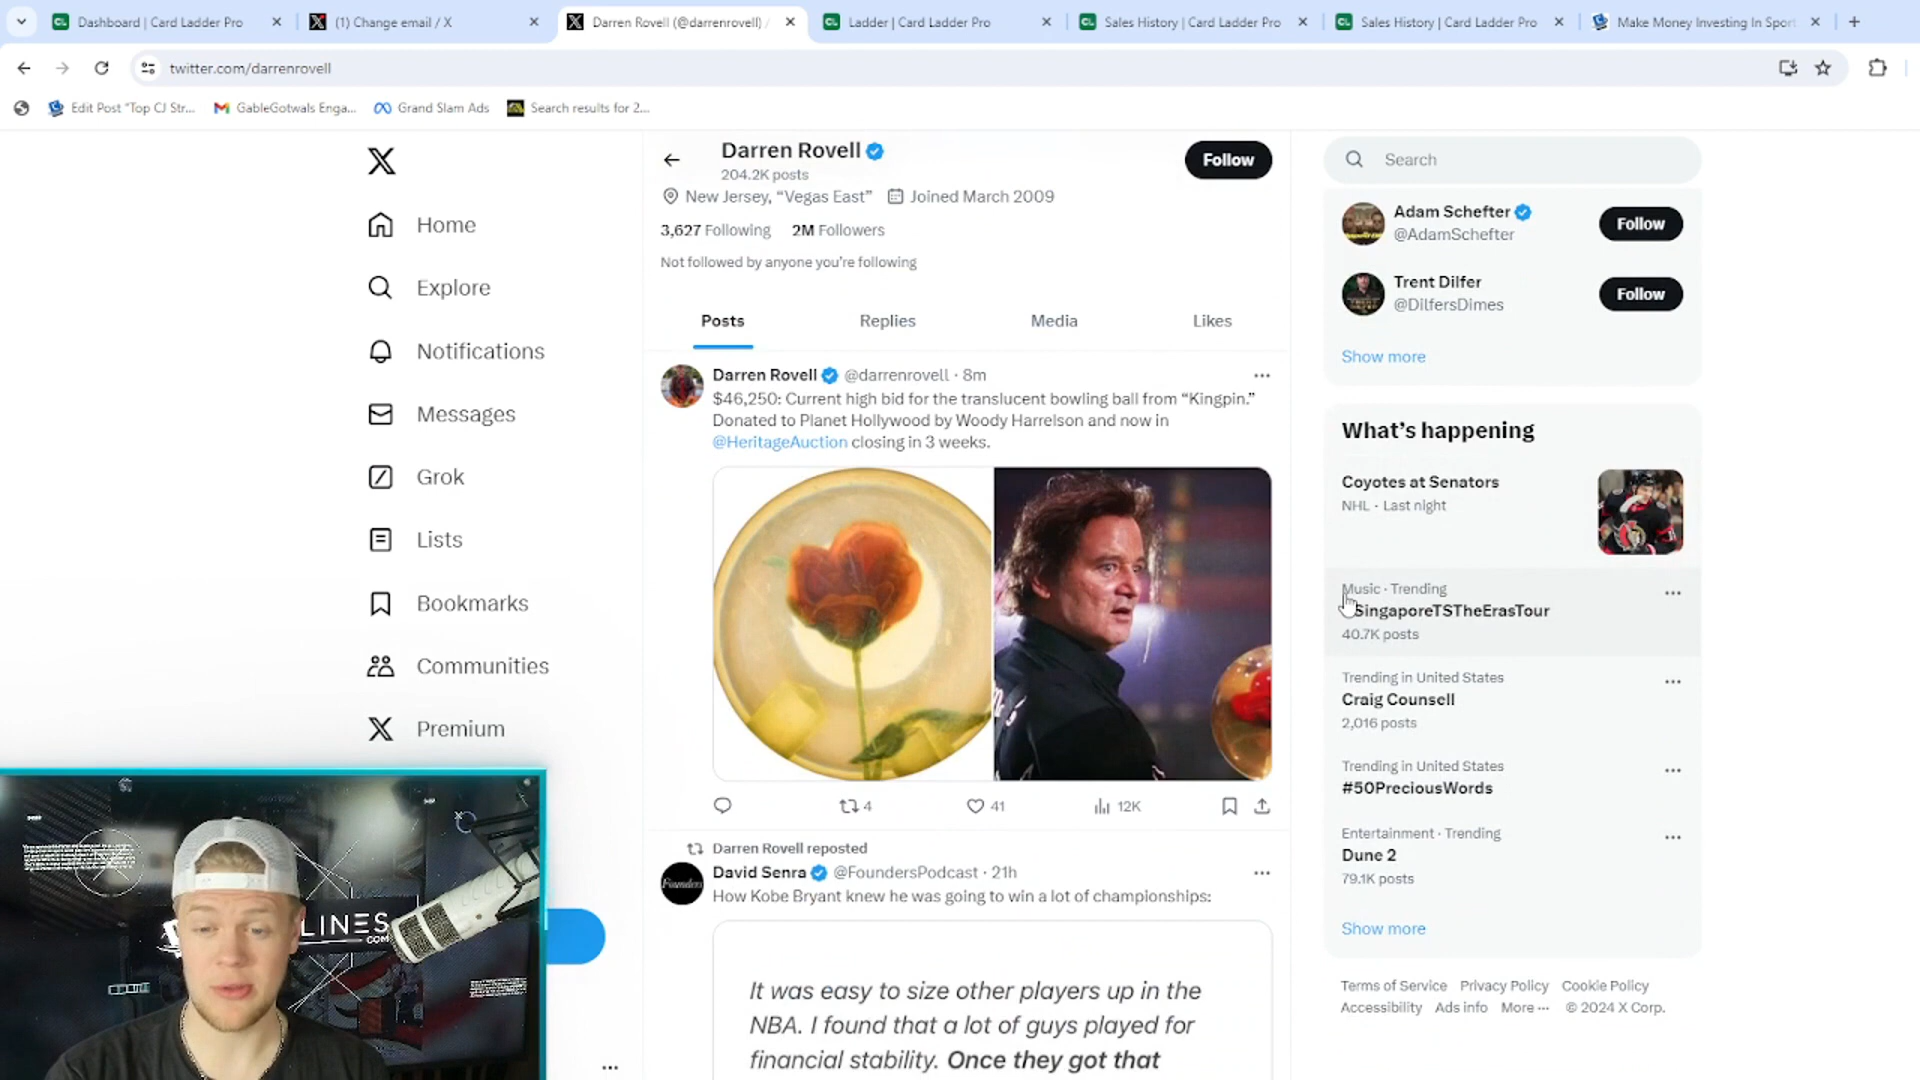 Dashboard | Card Ladder Pro
(1) Change email / X
Darren Rovell (@darrenrovell) /
Ladder | Card Ladder Pro
Sales History | Card Ladder Pro
Sales History | Card Ladder Pro
Make Money Investing In Sport
twitter.com/darrenrovell
Edit Post "Top CJ Str...
GableGotwals Enga...
Grand Slam Ads
Search results for 2...
Home
Explore
Notifications
Messages
Grok
Lists
Bookmarks
Communities
Premium
Darren Rovell
204.2K posts
Follow
New Jersey, “Vegas East” Joined March 2009
3,627 Following 2M Followers
Not followed by anyone you’re following
Posts Replies Media Likes
Darren Rovell @darrenrovell · 8m
$46,250: Current high bid for the translucent bowling ball from “Kingpin.”
Donated to Planet Hollywood by Woody Harrelson and now in
@HeritageAuction closing in 3 weeks.
4 41 12K
Darren Rovell reposted
Founders
David Senra @FoundersPodcast · 21h
How Kobe Bryant knew he was going to win a lot of championships:
It was easy to size other players up in the
NBA. I found that a lot of guys played for
financial stability. Once they got that
Search
Adam Schefter
@AdamSchefter
Follow
Trent Dilfer
@DilfersDimes
Follow
Show more
What’s happening
Coyotes at Senators
NHL · Last night
Music · Trending
SingaporeTSTheErasTour
40.7K posts
Trending in United States
Craig Counsell
2,016 posts
Trending in United States
#50PreciousWords
Entertainment · Trending
Dune 2
79.1K posts
Show more
Terms of Service Privacy Policy Cookie Policy
Accessibility Ads info More ··· © 2024 X Corp.
LINES
.COM